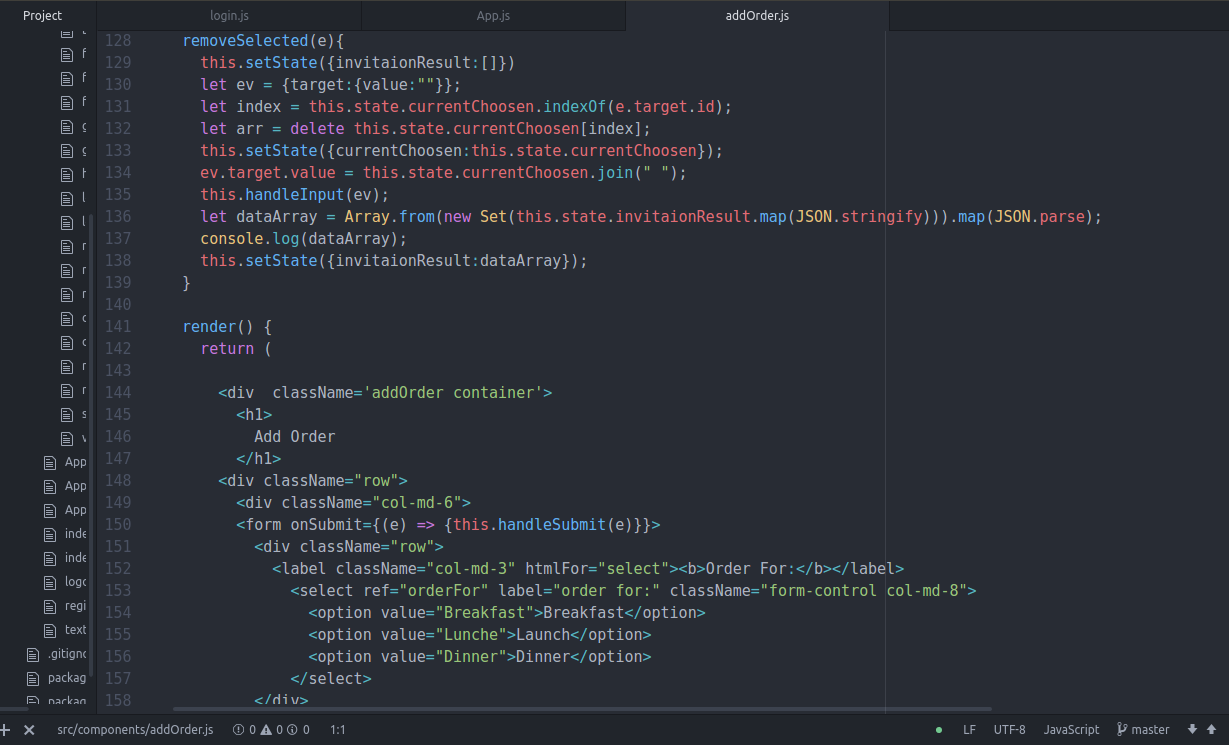 Project
login.js
App.js
addOrder.js
128 removeSelected(e){
129 this.setState({invitaionResult:[]})
130 let ev = {target:{value:""}};
131 let index = this.state.currentChoosen.indexOf(e.target.id);
132 let arr = delete this.state.currentChoosen[index];
133 this.setState({currentChoosen:this.state.currentChoosen});
134 ev.target.value = this.state.currentChoosen.join(" ");
135 this.handleInput(ev);
136 let dataArray = Array.from(new Set(this.state.invitaionResult.map(JSON.stringify))).map(JSON.parse);
137 console.log(dataArray);
138 this.setState({invitaionResult:dataArray});
139 }
140
141 render() {
142 return (
143
144 <div  className='addOrder container'>
145 <h1>
146 Add Order
147 </h1>
148 <div className="row">
149 <div className="col-md-6">
150 <form onSubmit={(e) => {this.handleSubmit(e)}}>
151 <div className="row">
152 <label className="col-md-3" htmlFor="select"><b>Order For:</b></label>
153 <select ref="orderFor" label="order for:" className="form-control col-md-8">
154 <option value="Breakfast">Breakfast</option>
155 <option value="Lunche">Launch</option>
156 <option value="Dinner">Dinner</option>
157 </select>
158 </div>
App
App
App
inde
inde
logo
regi
text
.gitigno
packag
packag
src/components/addOrder.js
0 0 0
1:1
LF
UTF-8
JavaScript
master